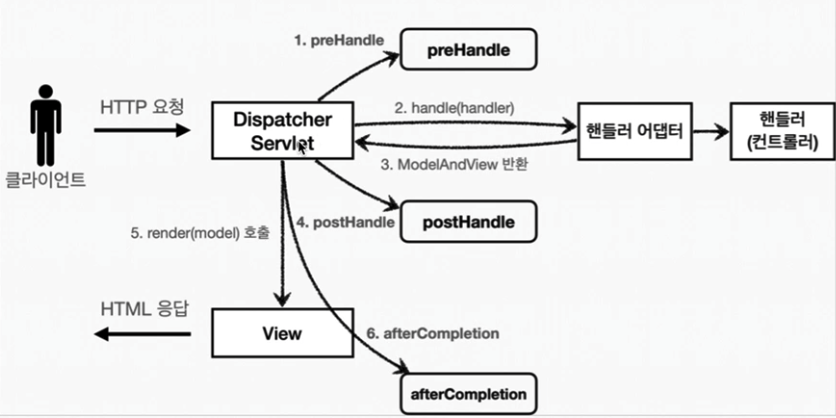 1. preHandle
preHandle
HTTP 요청
Dispatcher
Servlet
2. handle(handler)
핸들러 어댑터
핸들러
(컨트롤러)
3. ModelAndView 반환
클라이언트
4. postHandle
postHandle
5. render(model) 호출
HTML 응답
View
6. afterCompletion
afterCompletion